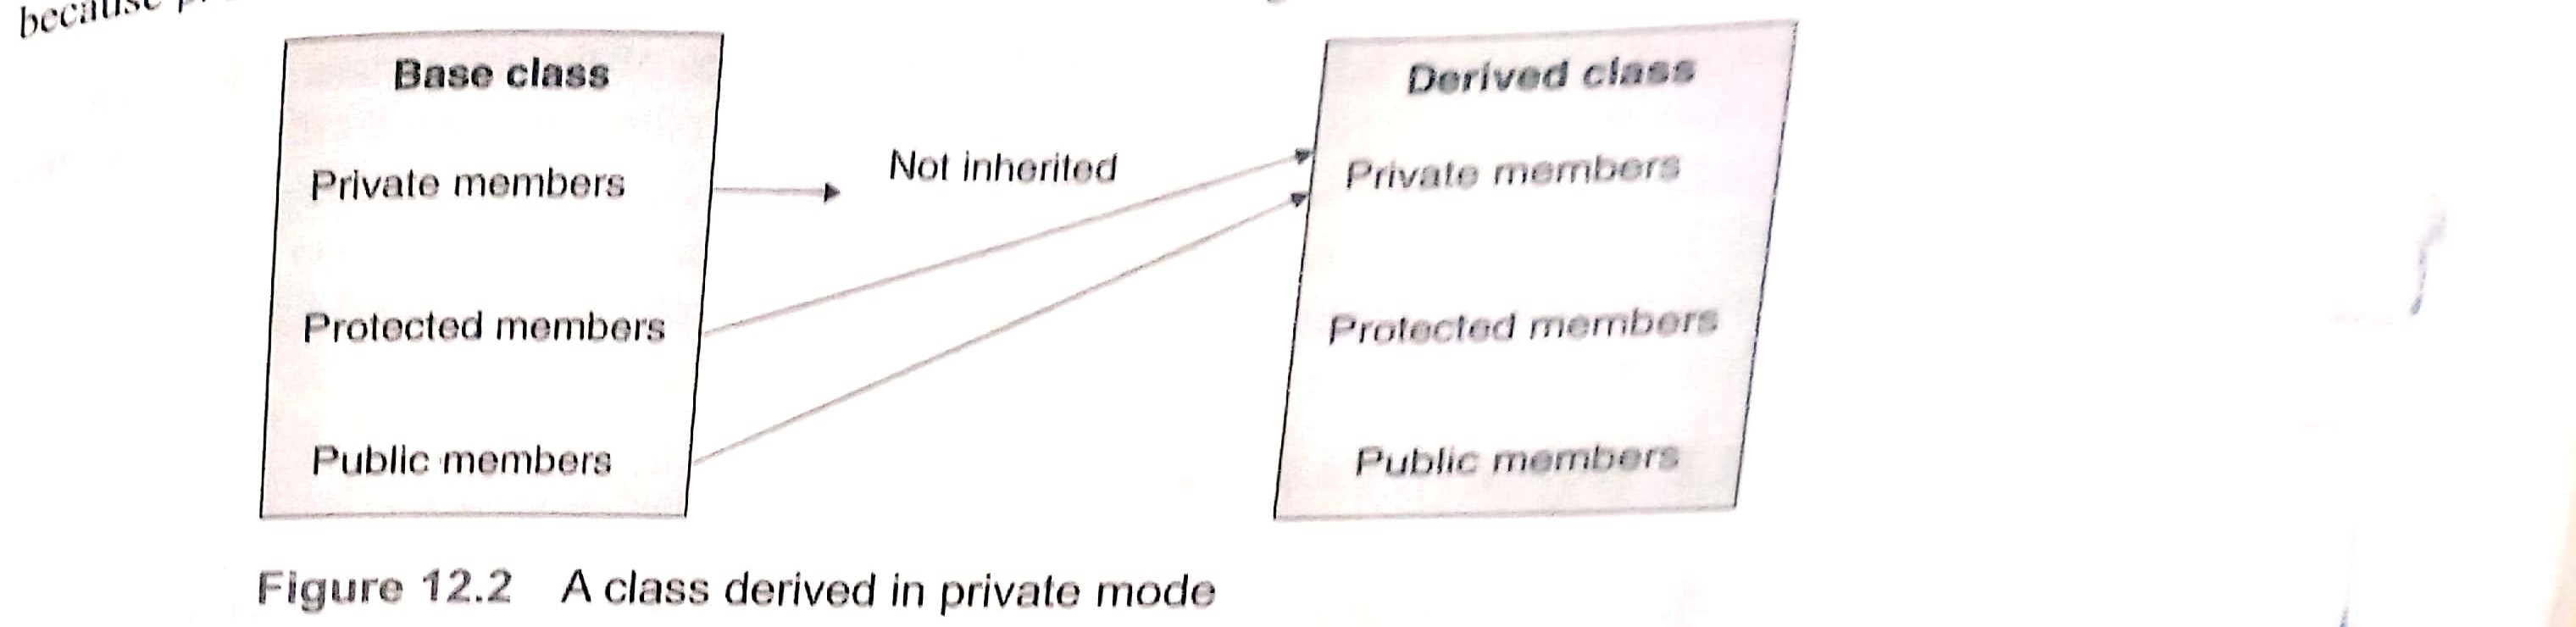 because
Base class
Private members
Protected members
Public members
Not inherited
Derived class
Private members
Protected members
Public members
Figure 12.2 A class derived in private mode